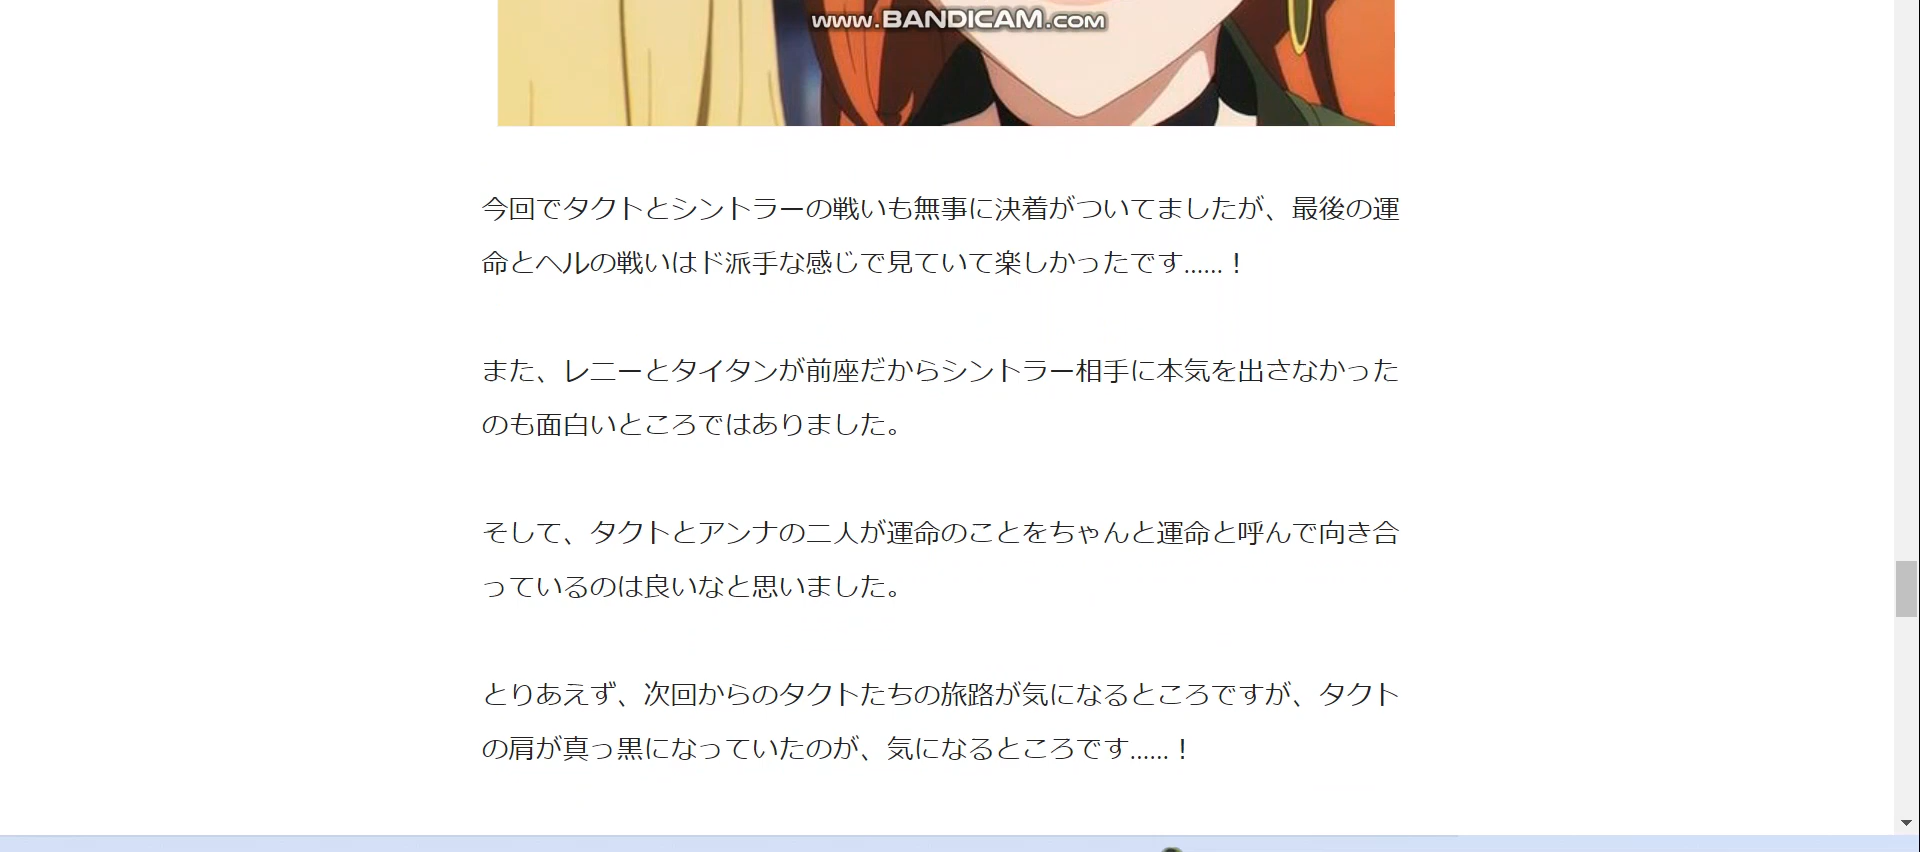 www.BANDICAM.com
今回でタクトとシントラーの戦いも無事に決着がついてましたが、最後の運
命とヘルの戦いはド派手な感じで見ていて楽しかったです……！
また、レニーとタイタンが前座だからシントラー相手に本気を出さなかった
のも面白いところではありました。
そして、タクトとアンナの二人が運命のことをちゃんと運命と呼んで向き合
っているのは良いなと思いました。
とりあえず、次回からのタクトたちの旅路が気になるところですが、タクト
の肩が真っ黒になっていたのが、気になるところです……！